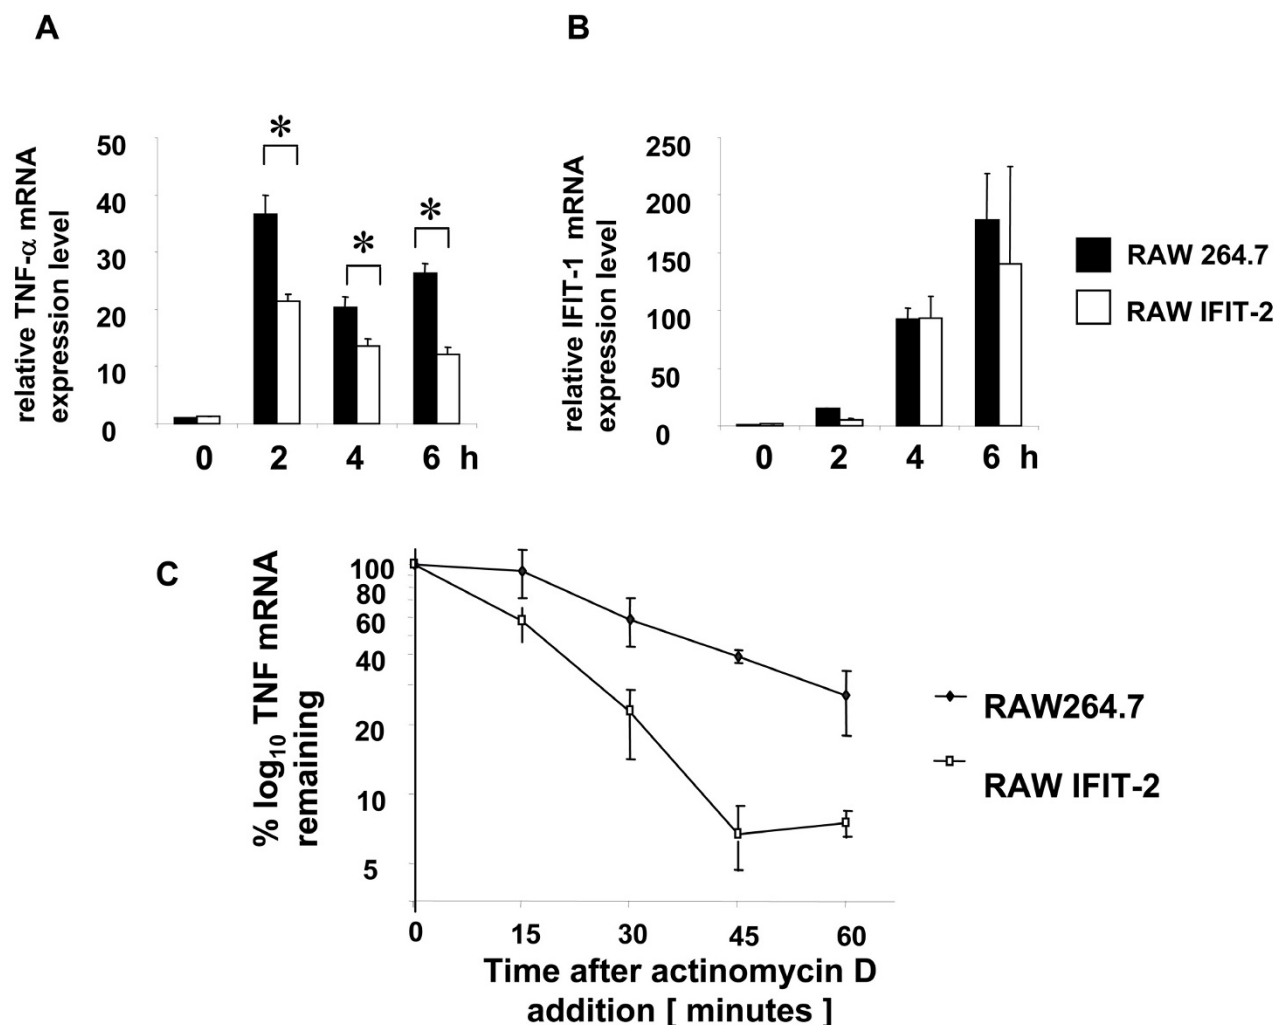 A
B
relative TNF-α mRNA
expression level
50
40
30
20
10
0
*
*
*
0 2 4 6 h
relative IFIT-1 mRNA
expression level
250
200
150
100
50
0
0 2 4 6 h
RAW 264.7
RAW IFIT-2
C
% log₁₀ TNF mRNA
remaining
100
80
60
40
20
10
5
0 15 30 45 60
Time after actinomycin D
addition [ minutes ]
RAW264.7
RAW IFIT-2